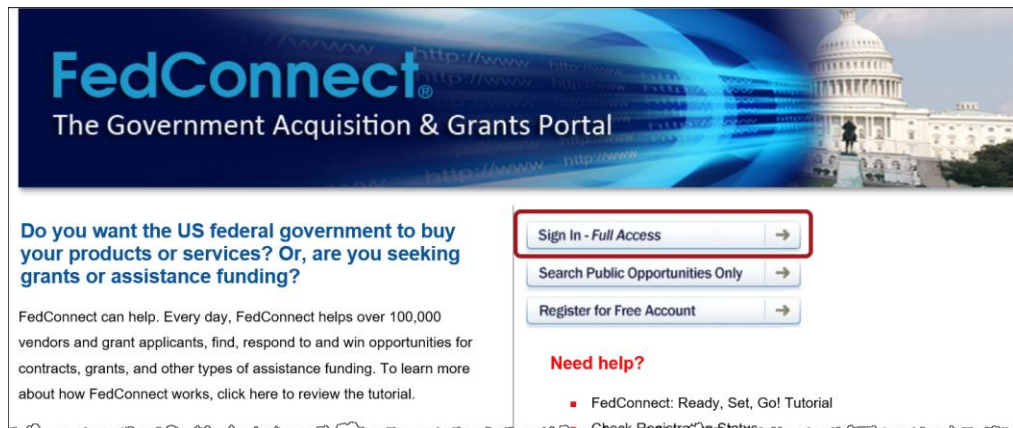 FedConnect®
The Government Acquisition & Grants Portal
Do you want the US federal government to buy
your products or services? Or, are you seeking
grants or assistance funding?
FedConnect can help. Every day, FedConnect helps over 100,000
vendors and grant applicants, find, respond to and win opportunities for
contracts, grants, and other types of assistance funding. To learn more
about how FedConnect works, click here to review the tutorial.
Sign In - Full Access
Search Public Opportunities Only
Register for Free Account
Need help?
FedConnect: Ready, Set, Go! Tutorial
Check Registration Status